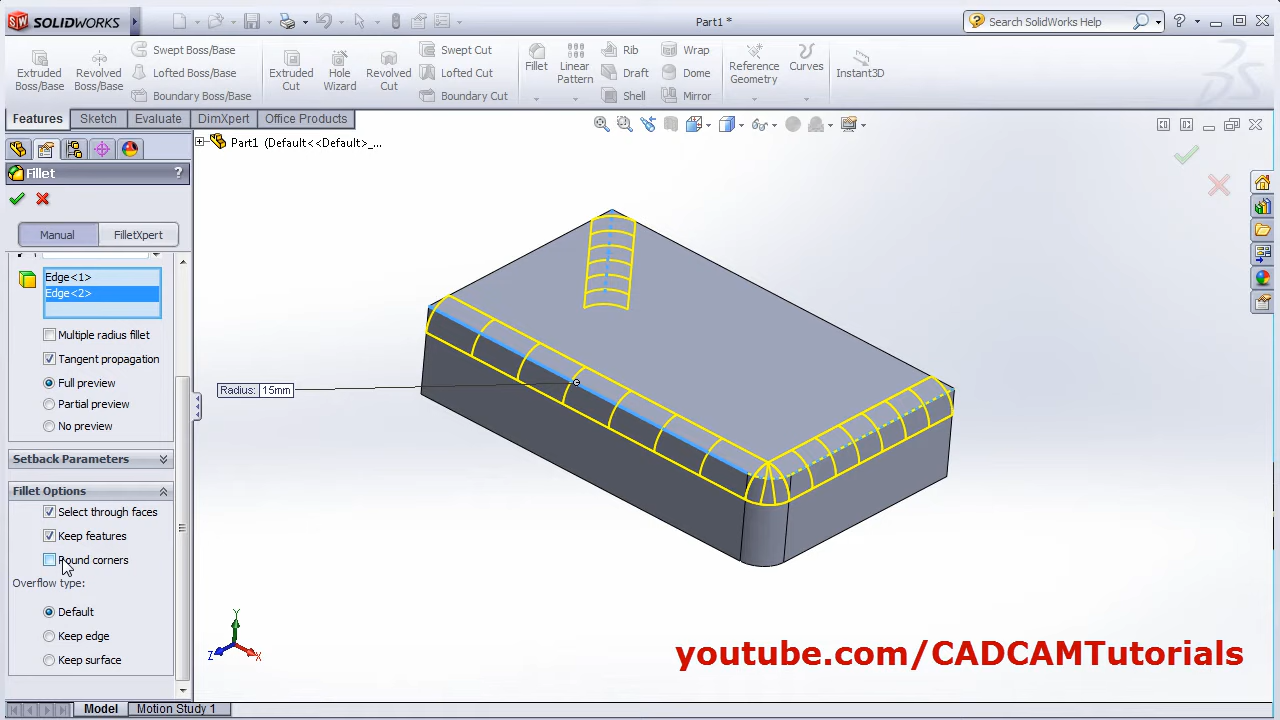 SOLIDWORKS
Part1 *
Search SolidWorks Help
?
Extruded Boss/Base
Revolved Boss/Base
Swept Boss/Base
Lofted Boss/Base
Boundary Boss/Base
Extruded Cut
Hole Wizard
Revolved Cut
Swept Cut
Lofted Cut
Boundary Cut
Fillet
Linear Pattern
Rib
Draft
Shell
Wrap
Dome
Mirror
Reference Geometry
Curves
Instant3D
Features
Sketch
Evaluate
DimXpert
Office Products
Part1 (Default<<Default>_...
Fillet
?
Manual
FilletXpert
Edge<1>
Edge<2>
Multiple radius fillet
Tangent propagation
Full preview
Partial preview
No preview
Radius: 15mm
Setback Parameters
Fillet Options
Select through faces
Keep features
Round corners
Overflow type:
Default
Keep edge
Keep surface
Y
Z
X
youtube.com/CADCAMTutorials
Model
Motion Study 1